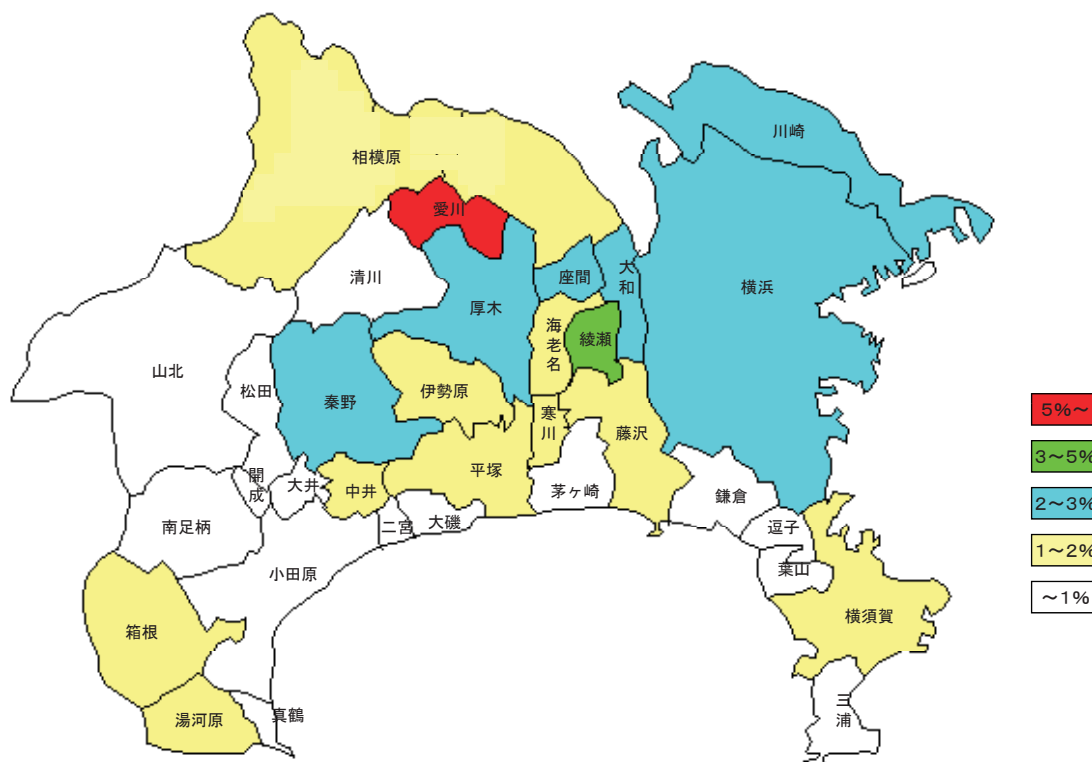 川崎
相模原
愛川
清川
座間
大和
横浜
厚木
海老名
綾瀬
山北
松田
秦野
伊勢原
寒川
藤沢
平塚
開成
大井
中井
茅ヶ崎
鎌倉
南足柄
二宮
大磯
逗子
小田原
葉山
箱根
横須賀
湯河原
真鶴
三浦
5%~
3~5%
2~3%
1~2%
~1%